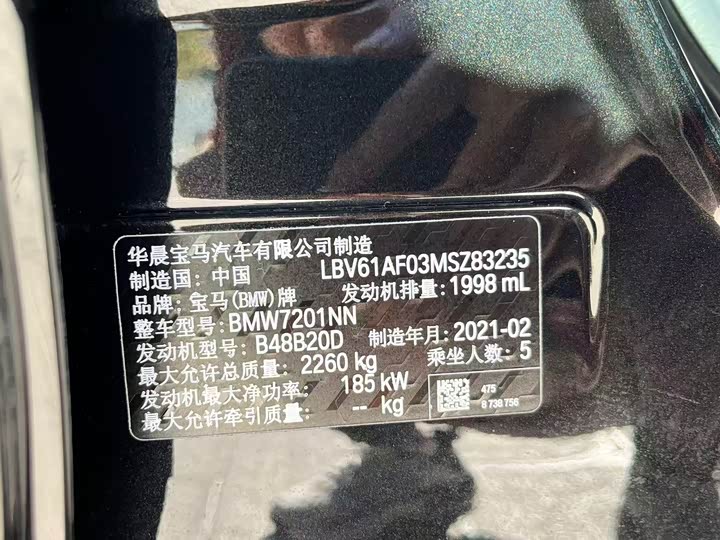 华晨宝马汽车有限公司制造
制造国: 中国 LBV61AF03MSZ83235
品牌: 宝马(BMW)牌 发动机排量: 1998 mL
整车型号: BMW7201NN
发动机型号: B48B20D 制造年月: 2021-02
最大允许总质量: 2260 kg 乘坐人数: 5
发动机最大净功率: 185 kW
最大允许牵引质量: -- kg
475
8 738 756